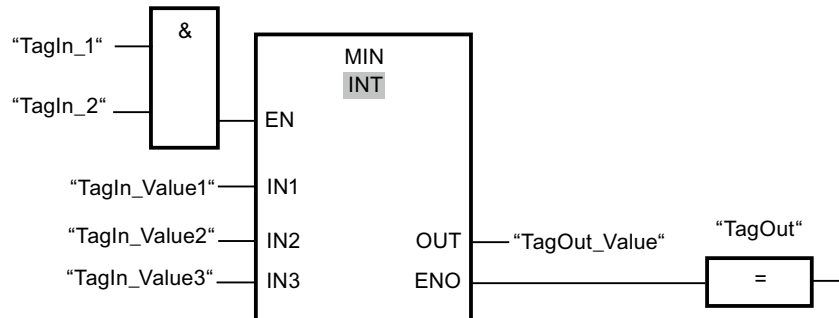 &
“TagIn_1“
“TagIn_2“
MIN
INT
EN
“TagIn_Value1“ IN1
“TagIn_Value2“ IN2
OUT “TagOut_Value“
“TagIn_Value3“ IN3
ENO
“TagOut“
=